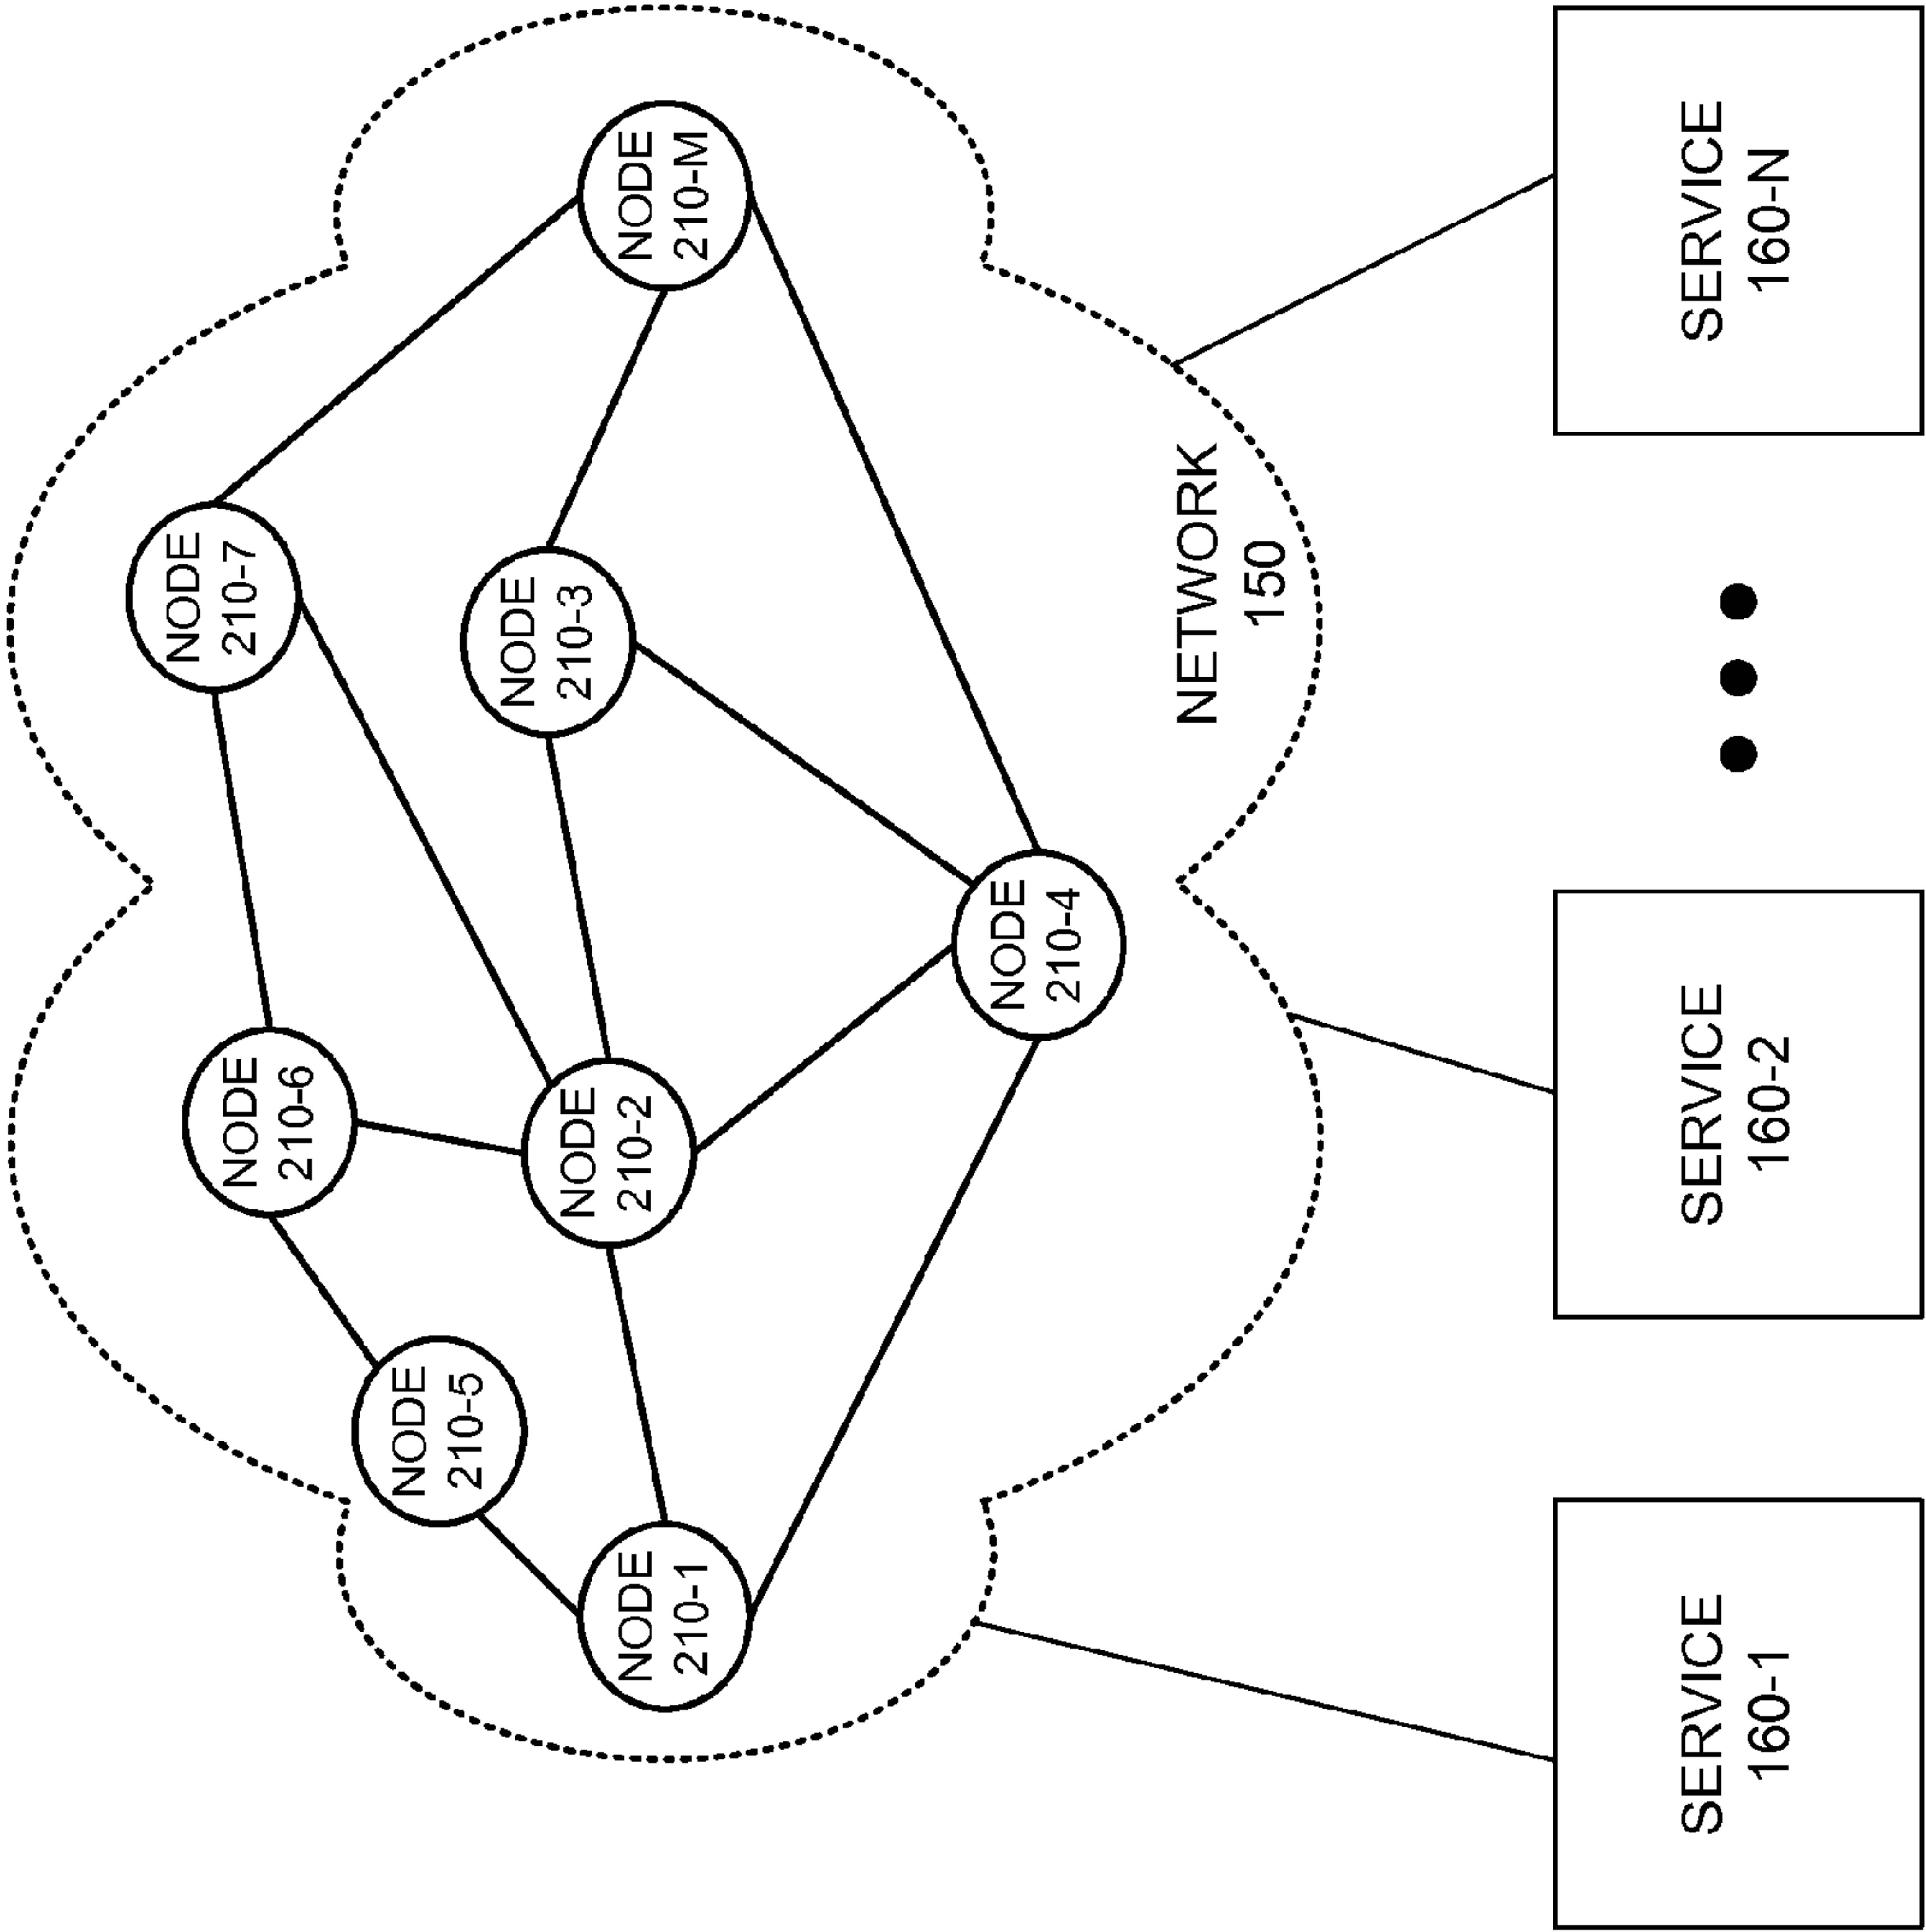 NODE
210-7
NODE
210-6
NODE
210-5
NODE
210-3
NODE
210-2
NODE
210-1
NODE
210-M
NODE
210-4
NETWORK
150
SERVICE
160-1
SERVICE
160-2
SERVICE
160-N